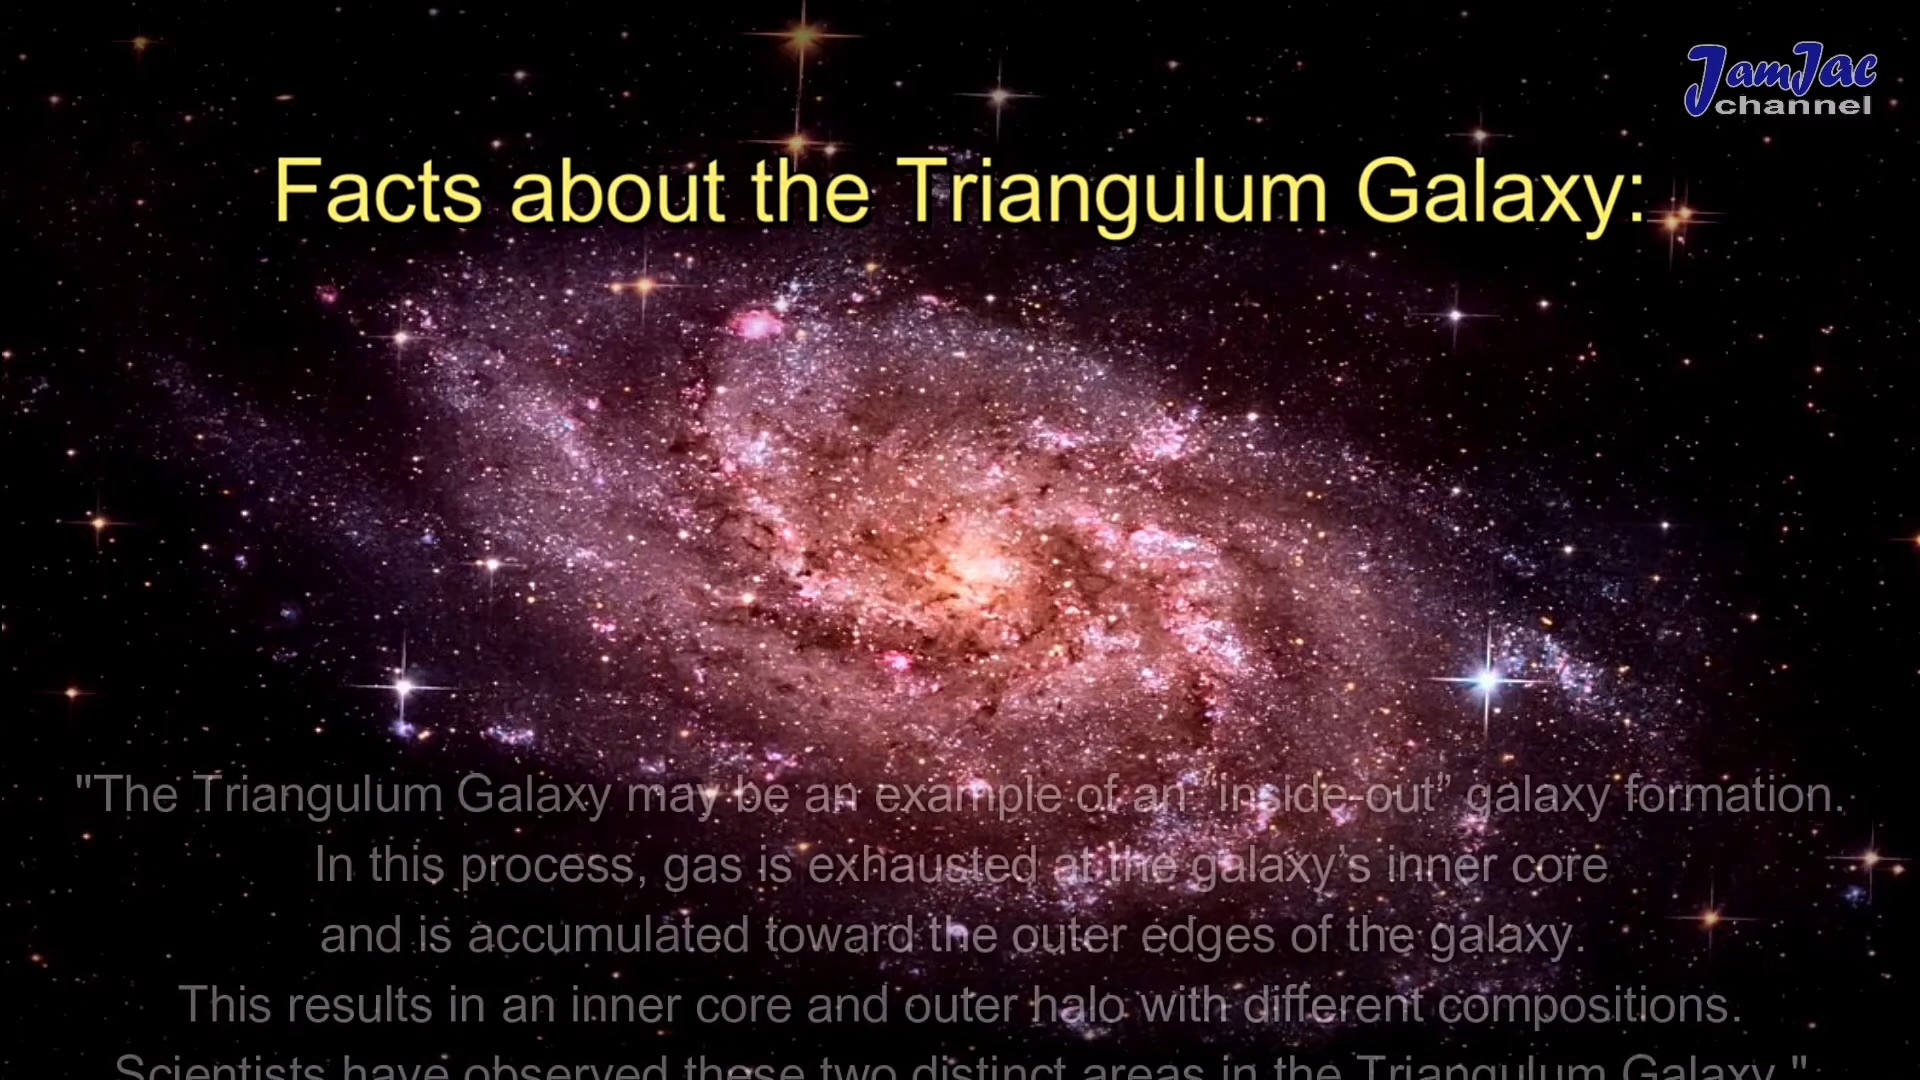 JamJac
channel
Facts about the Triangulum Galaxy:
"The Triangulum Galaxy may be an example of an “inside-out” galaxy formation.
In this process, gas is exhausted at the galaxy’s inner core
and is accumulated toward the outer edges of the galaxy.
This results in an inner core and outer halo with different compositions.
Scientists have observed these two distinct areas in the Triangulum Galaxy."